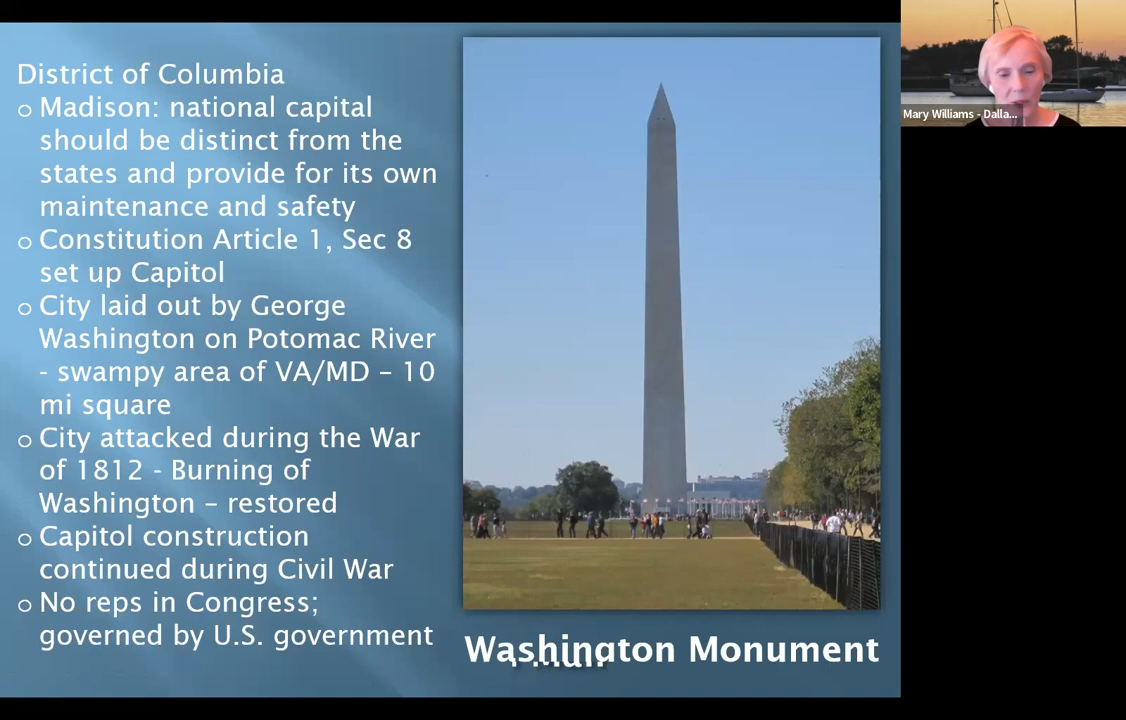 District of Columbia
o Madison: national capital
should be distinct from the
states and provide for its own
maintenance and safety
o Constitution Article 1, Sec 8
set up Capitol
o City laid out by George
Washington on Potomac River
- swampy area of VA/MD – 10
mi square
o City attacked during the War
of 1812 - Burning of
Washington – restored
o Capitol construction
continued during Civil War
o No reps in Congress;
governed by U.S. government
Washington Monument
Mary Williams - Dalla...